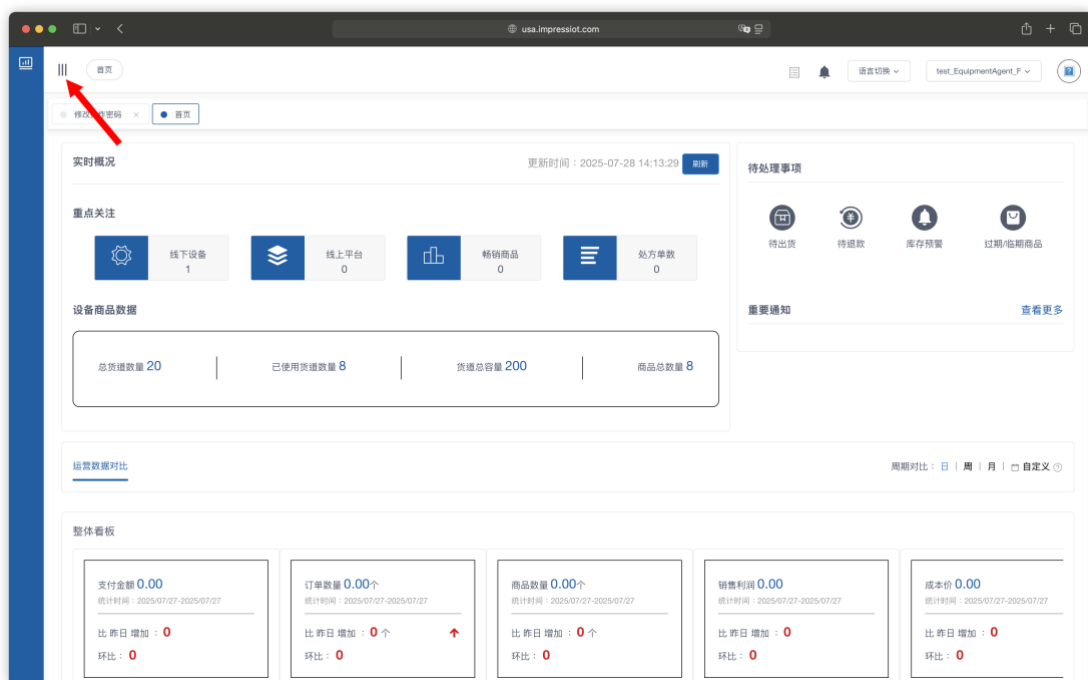 usa.impressiot.com
首页
语言切换
test_EquipmentAgent_F
首页
实时概况
更新时间：2025-07-28 14:13:29
刷新
待处理事项
重点关注
线下设备
1
线上平台
0
畅销商品
0
处方单数
0
待出货
待退款
库存预警
过期/临期商品
设备商品数据
重要通知
查看更多
总货道数量 20
已使用货道数量 8
货道总容量 200
商品总数量 8
运营数据对比
周期对比： 日 | 周 | 月 | 自定义
整体看板
支付金额 0.00
统计时间：2025/07/27-2025/07/27
比 昨日 增加 ：0
环比： 0
订单数量 0.00个
统计时间：2025/07/27-2025/07/27
比 昨日 增加 ：0 个
环比： 0
商品数量 0.00个
统计时间：2025/07/27-2025/07/27
比 昨日 增加 ：0 个
环比： 0
销售利润 0.00
统计时间：2025/07/27-2025/07/27
比 昨日 增加 ：0
环比： 0
成本价 0.00
统计时间：2025/07/27-2025/07/27
比 昨日 增加 ：0
环比： 0